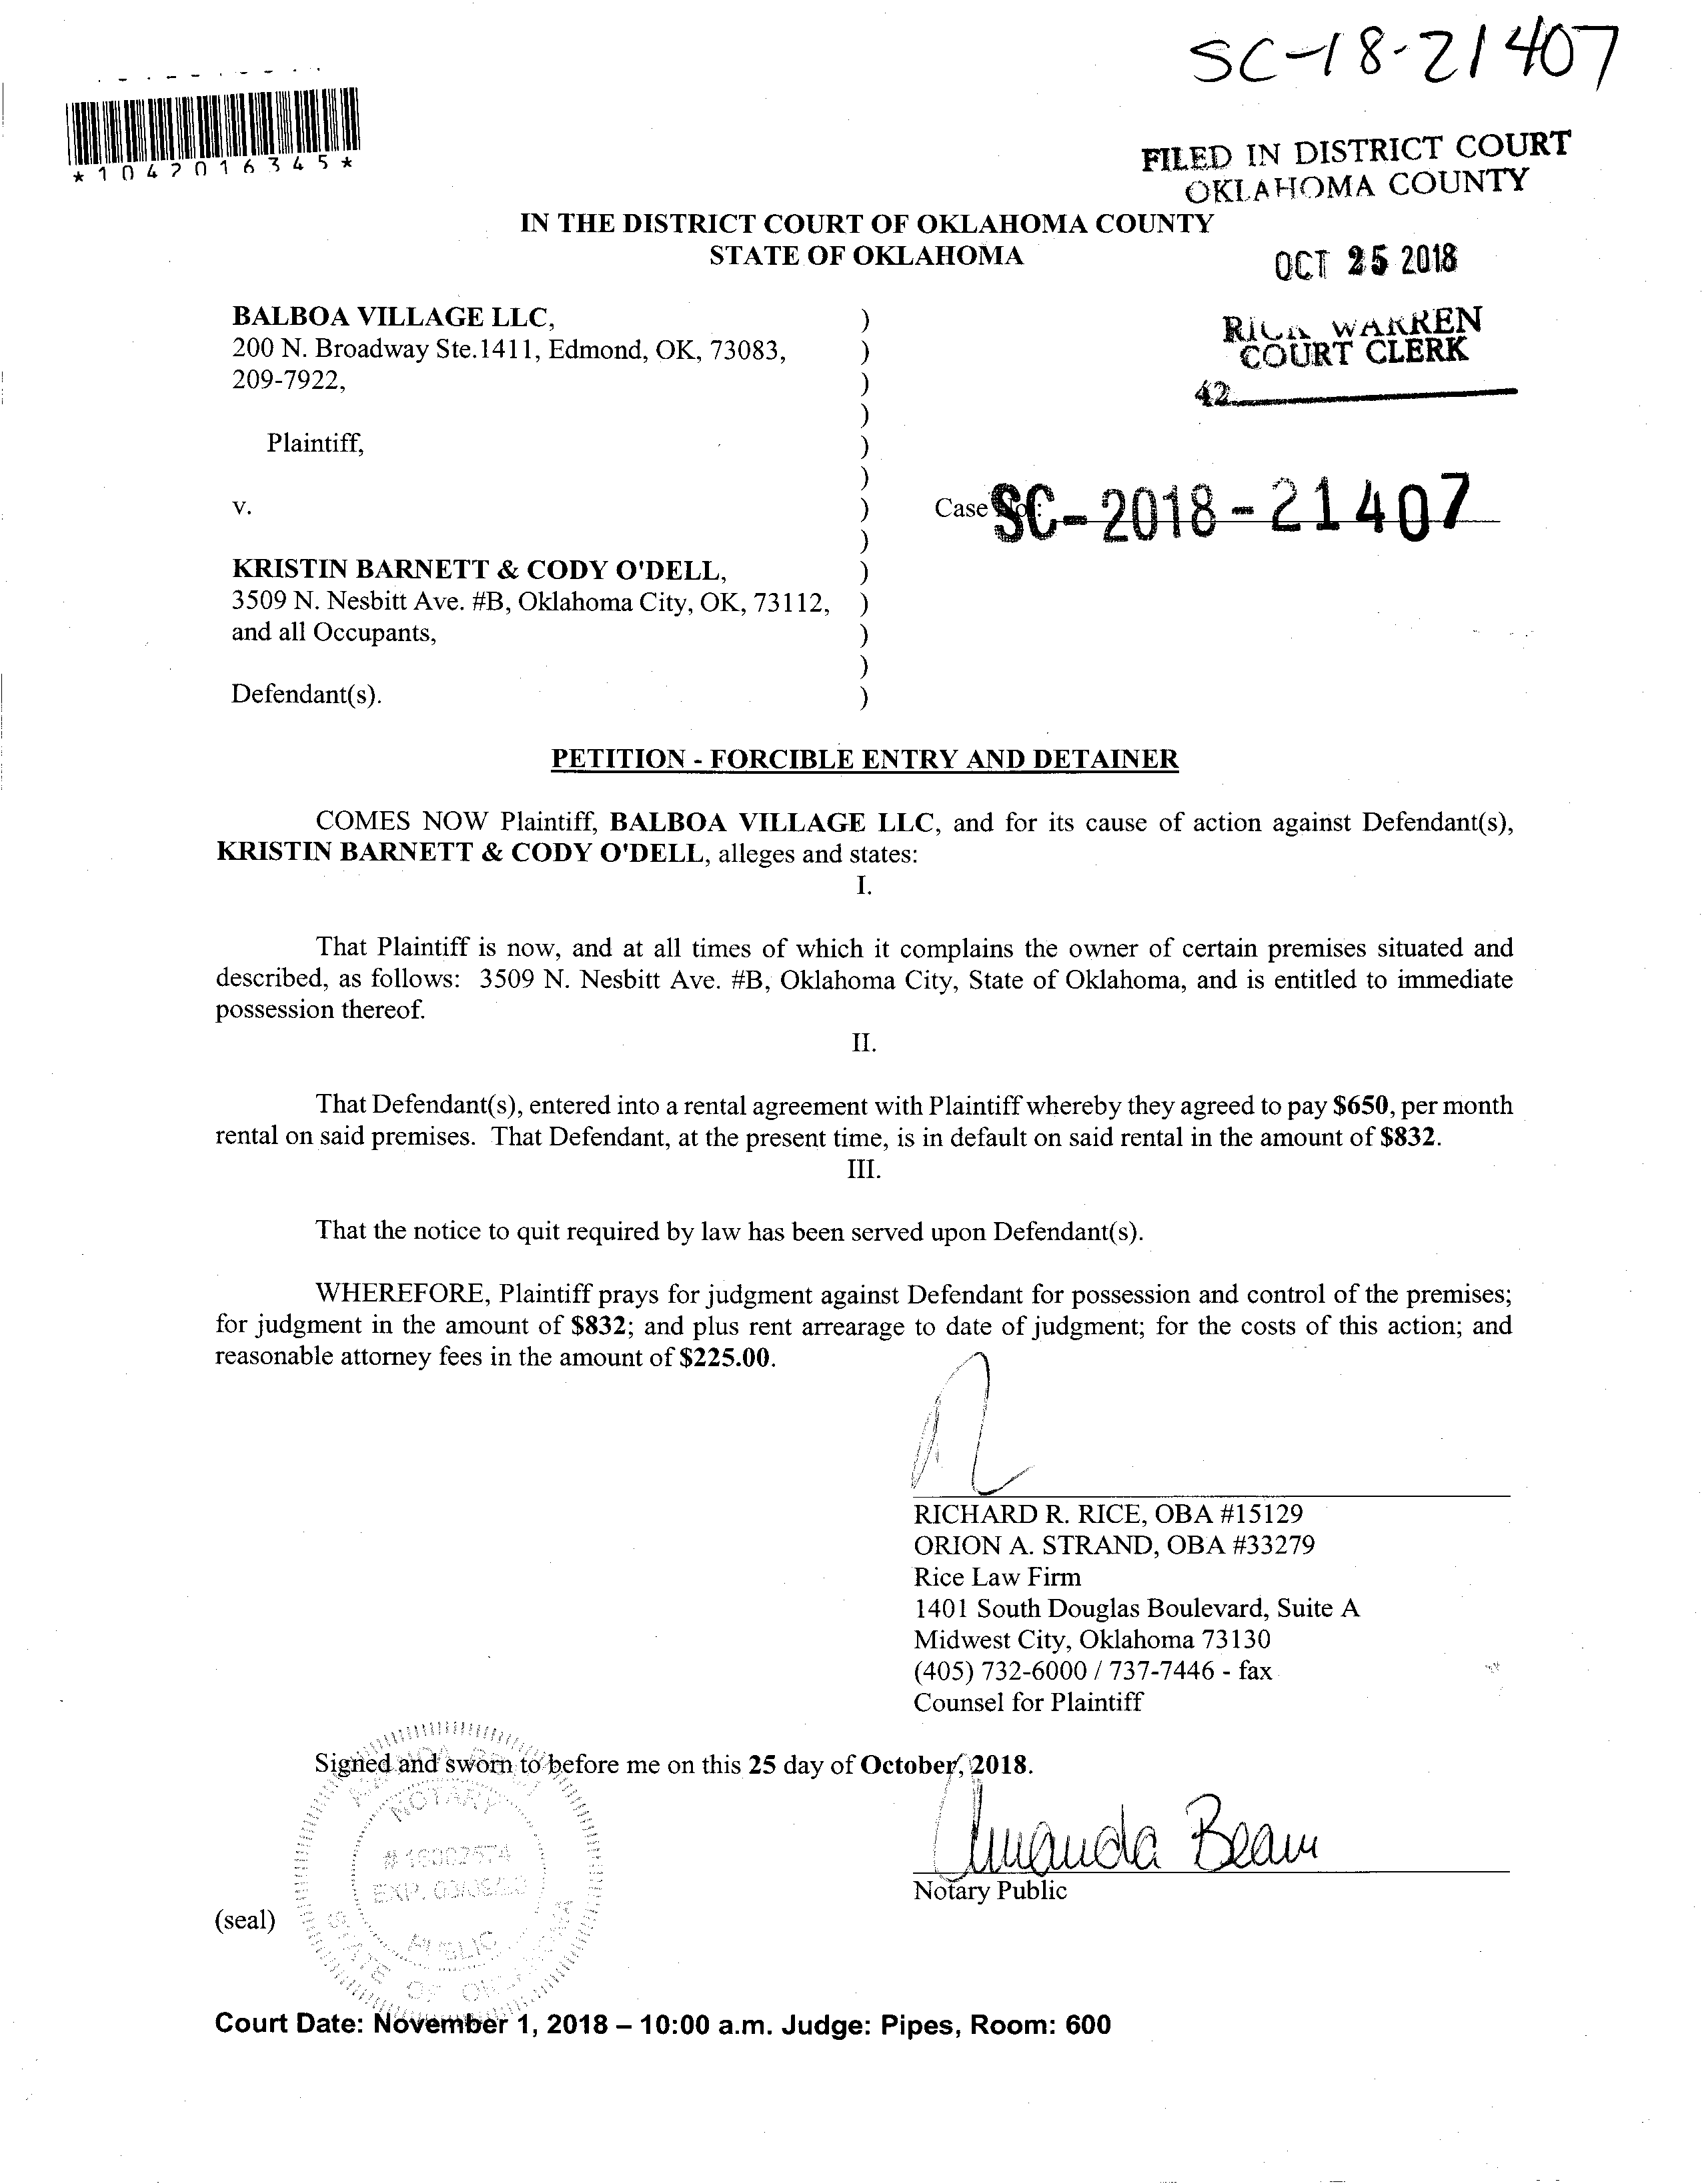 SC-18-21407
*1042016345*
FILED IN DISTRICT COURT
OKLAHOMA COUNTY
IN THE DISTRICT COURT OF OKLAHOMA COUNTY
STATE OF OKLAHOMA
OCT 25 2018
RICK WARREN
COURT CLERK
42
BALBOA VILLAGE LLC, )
200 N. Broadway Ste.1411, Edmond, OK, 73083, )
209-7922, )
)
Plaintiff, )
)
v. ) Case No.: SC-2018-21407
)
KRISTIN BARNETT & CODY O'DELL, )
3509 N. Nesbitt Ave. #B, Oklahoma City, OK, 73112, )
and all Occupants, )
)
Defendant(s). )
PETITION - FORCIBLE ENTRY AND DETAINER
COMES NOW Plaintiff, BALBOA VILLAGE LLC, and for its cause of action against Defendant(s),
KRISTIN BARNETT & CODY O'DELL, alleges and states:
I.
That Plaintiff is now, and at all times of which it complains the owner of certain premises situated and
described, as follows: 3509 N. Nesbitt Ave. #B, Oklahoma City, State of Oklahoma, and is entitled to immediate
possession thereof.
II.
That Defendant(s), entered into a rental agreement with Plaintiff whereby they agreed to pay $650, per month
rental on said premises. That Defendant, at the present time, is in default on said rental in the amount of $832.
III.
That the notice to quit required by law has been served upon Defendant(s).
WHEREFORE, Plaintiff prays for judgment against Defendant for possession and control of the premises;
for judgment in the amount of $832; and plus rent arrearage to date of judgment; for the costs of this action; and
reasonable attorney fees in the amount of $225.00.
RICHARD R. RICE, OBA #15129
ORION A. STRAND, OBA #33279
Rice Law Firm
1401 South Douglas Boulevard, Suite A
Midwest City, Oklahoma 73130
(405) 732-6000 / 737-7446 - fax
Counsel for Plaintiff
Signed and sworn to before me on this 25 day of October, 2018.
Amanda Beam
Notary Public
(seal)
NOTARY
PUBLIC
STATE OF OKLAHOMA
Court Date: November 1, 2018 – 10:00 a.m. Judge: Pipes, Room: 600